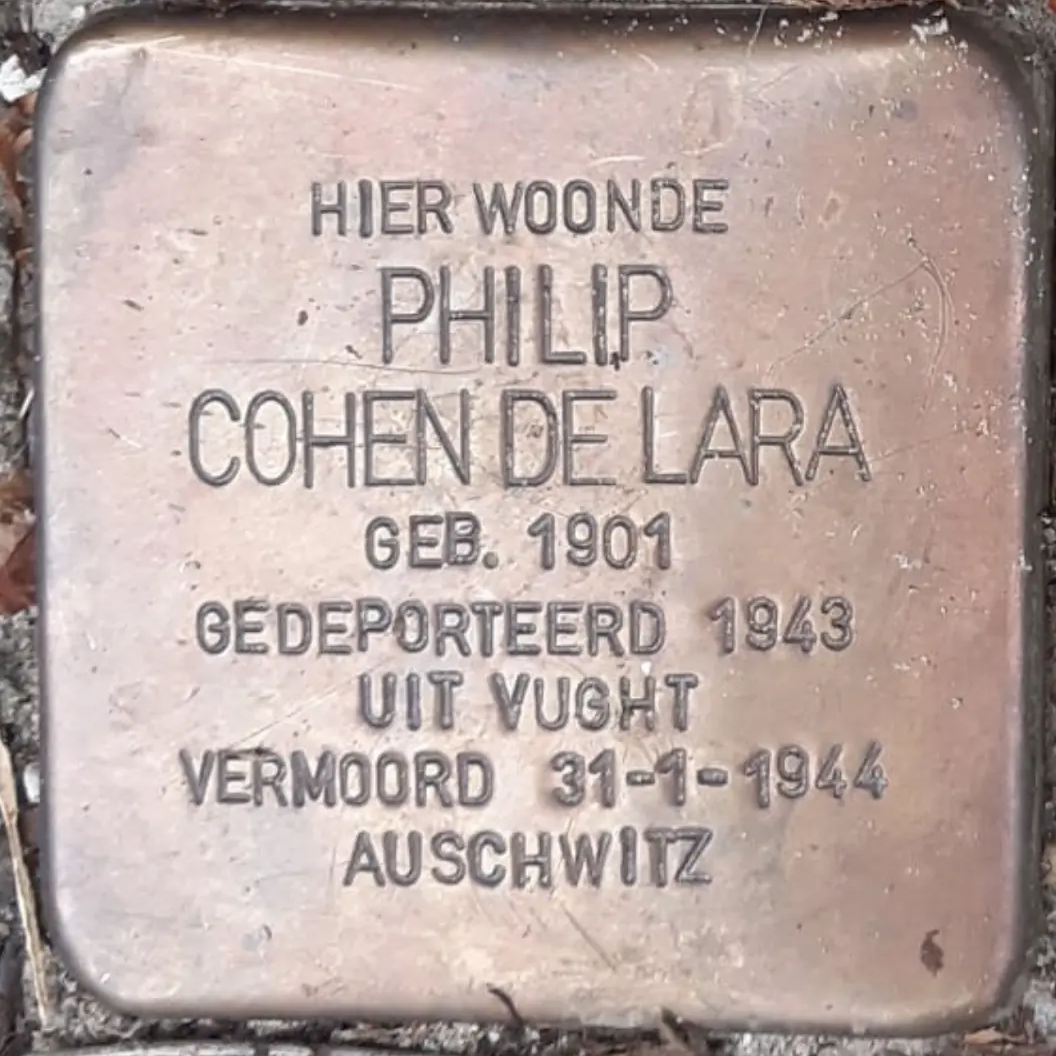 HIER WOONDE
PHILIP
COHEN DE LARA
GEB. 1901
GEDEPORTEERD 1943
UIT VUGHT
VERMOORD 31-1-1944
AUSCHWITZ